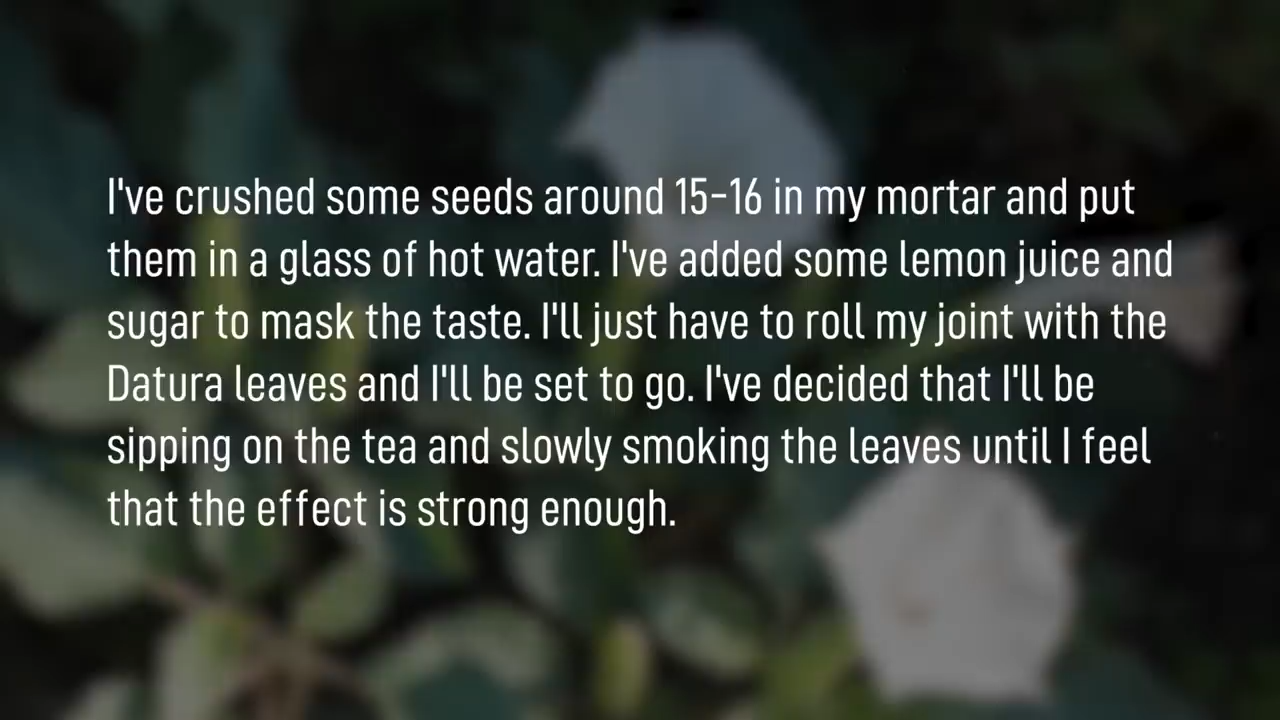 I've crushed some seeds around 15-16 in my mortar and put
them in a glass of hot water. I've added some lemon juice and
sugar to mask the taste. I'll just have to roll my joint with the
Datura leaves and I'll be set to go. I've decided that I'll be
sipping on the tea and slowly smoking the leaves until I feel
that the effect is strong enough.